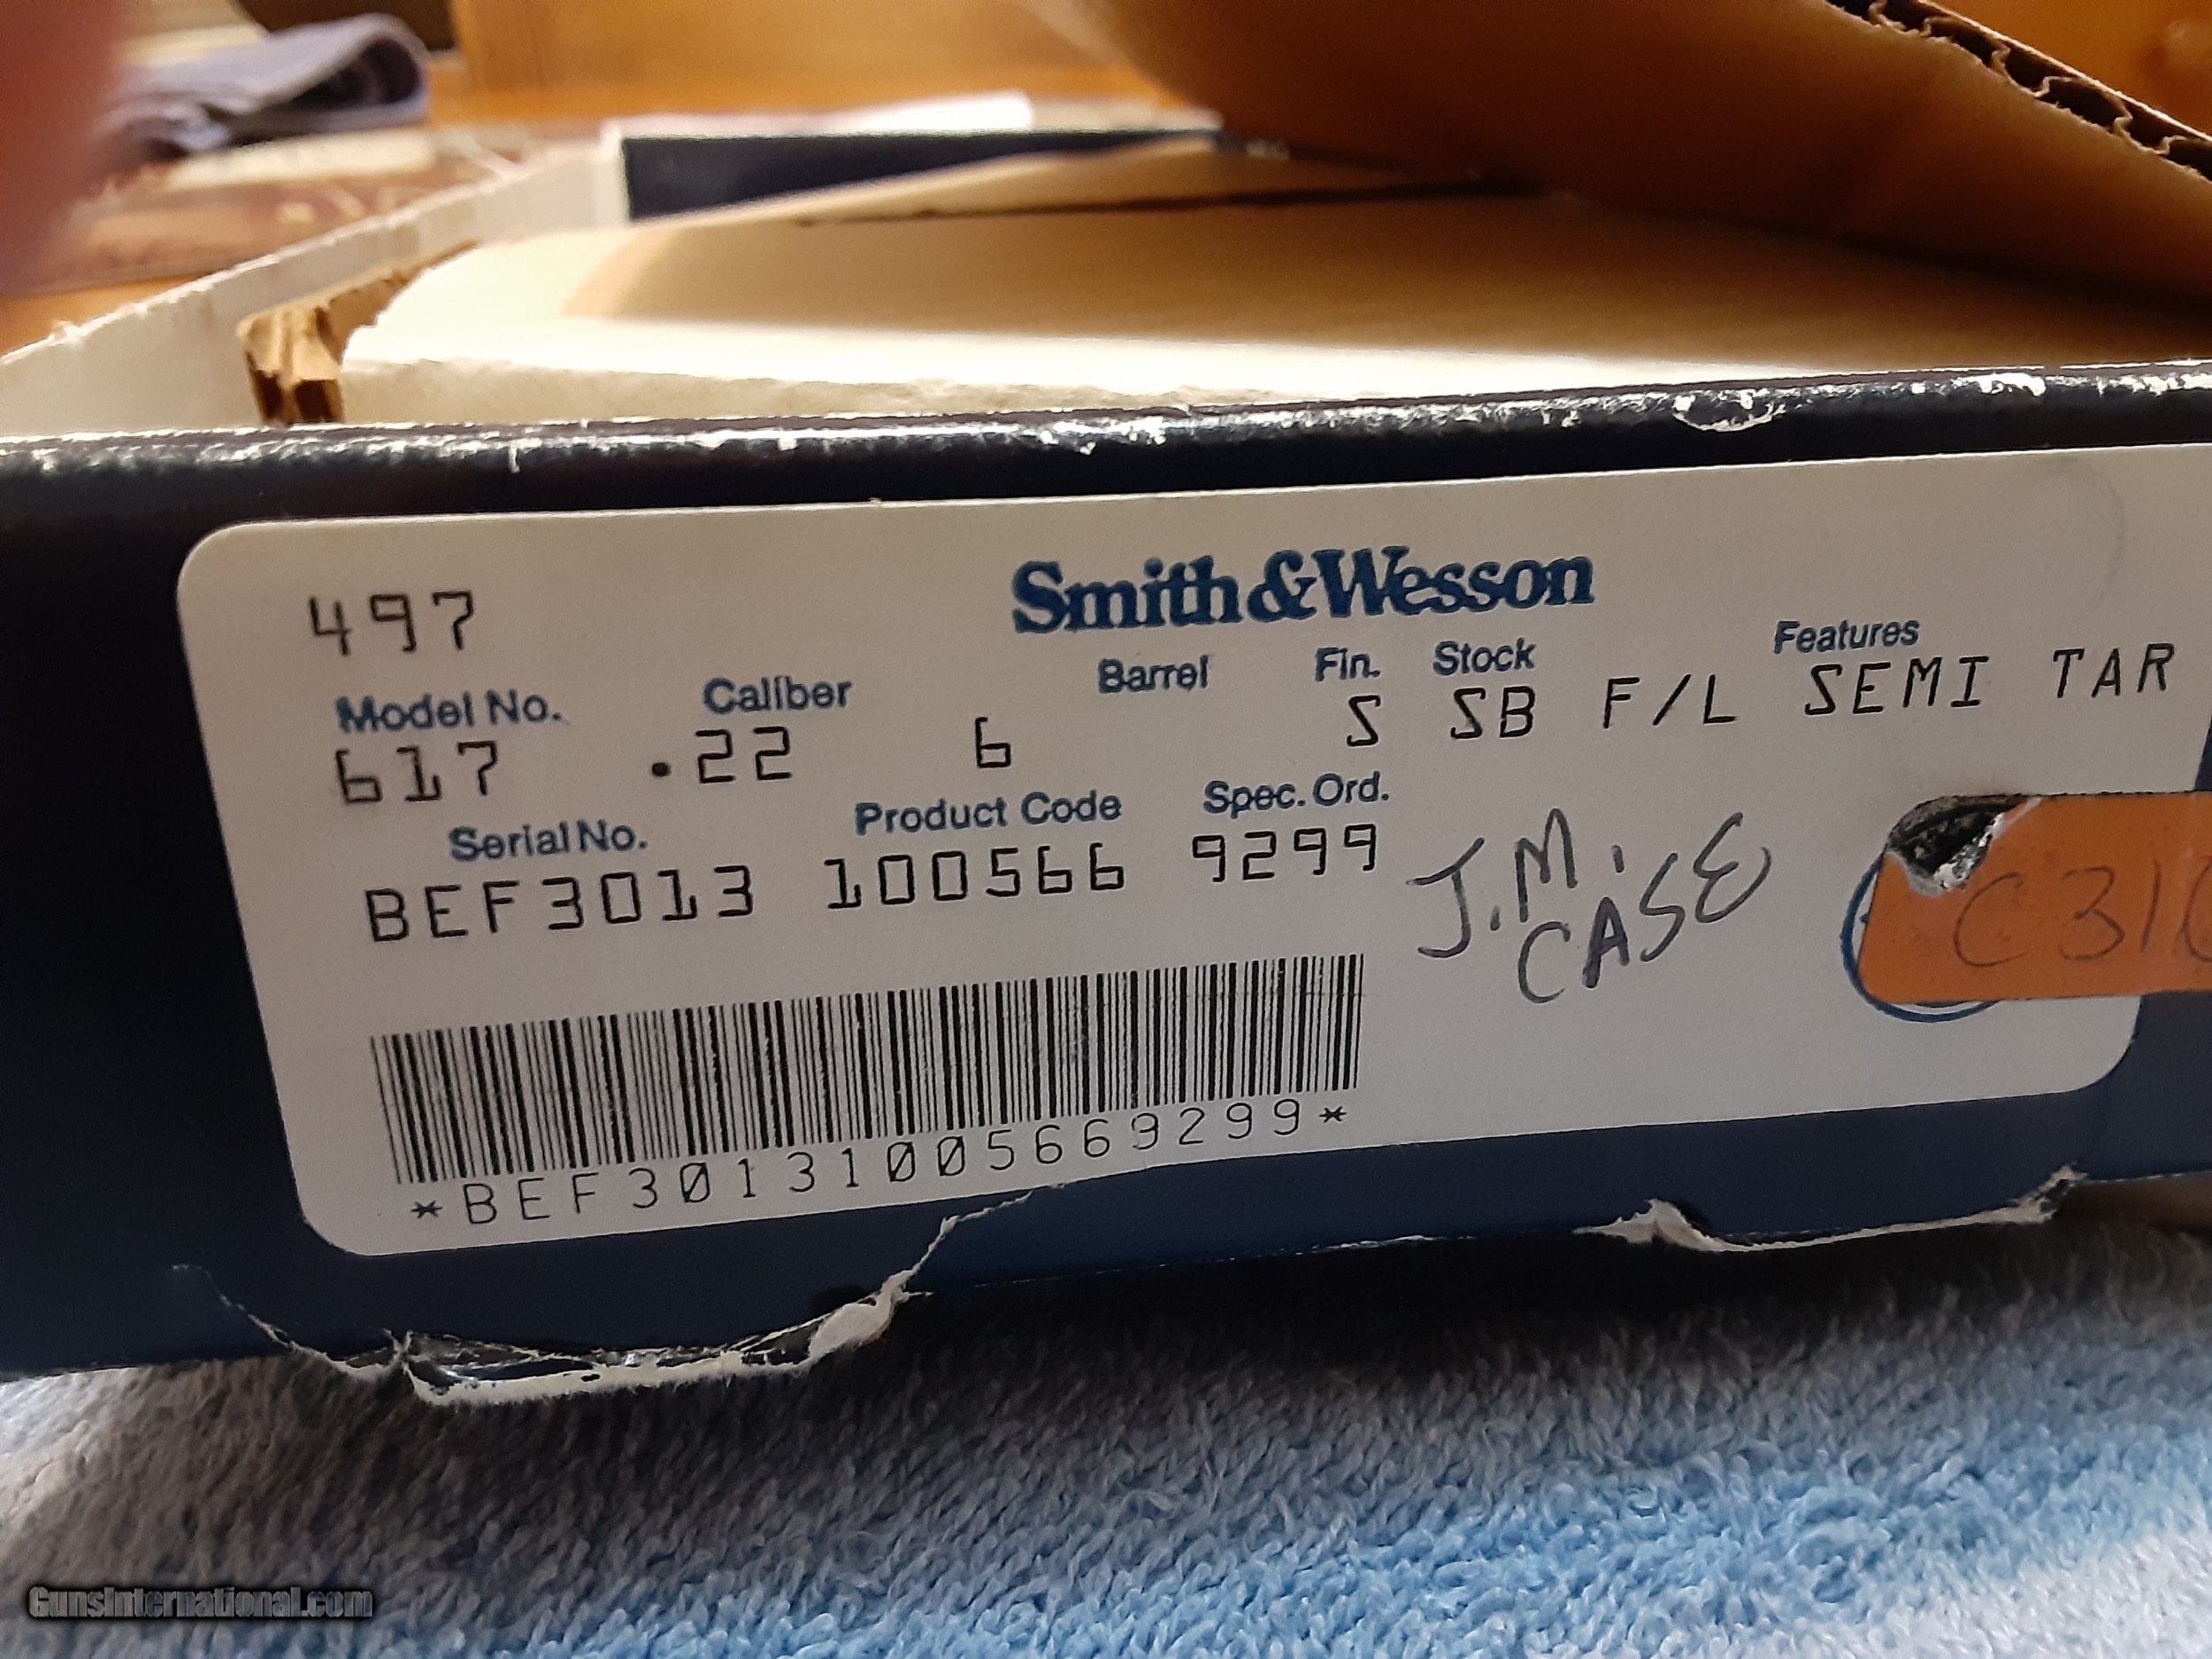 497
Smith & Wesson
Model No. Caliber Barrel Fin. Stock Features
617 .22 6 S SB F/L SEMI TAR
Serial No. Product Code Spec. Ord.
BEF3013 100566 9299
J.M. CASE
*BEF30131005669299*
GunsInternational.com